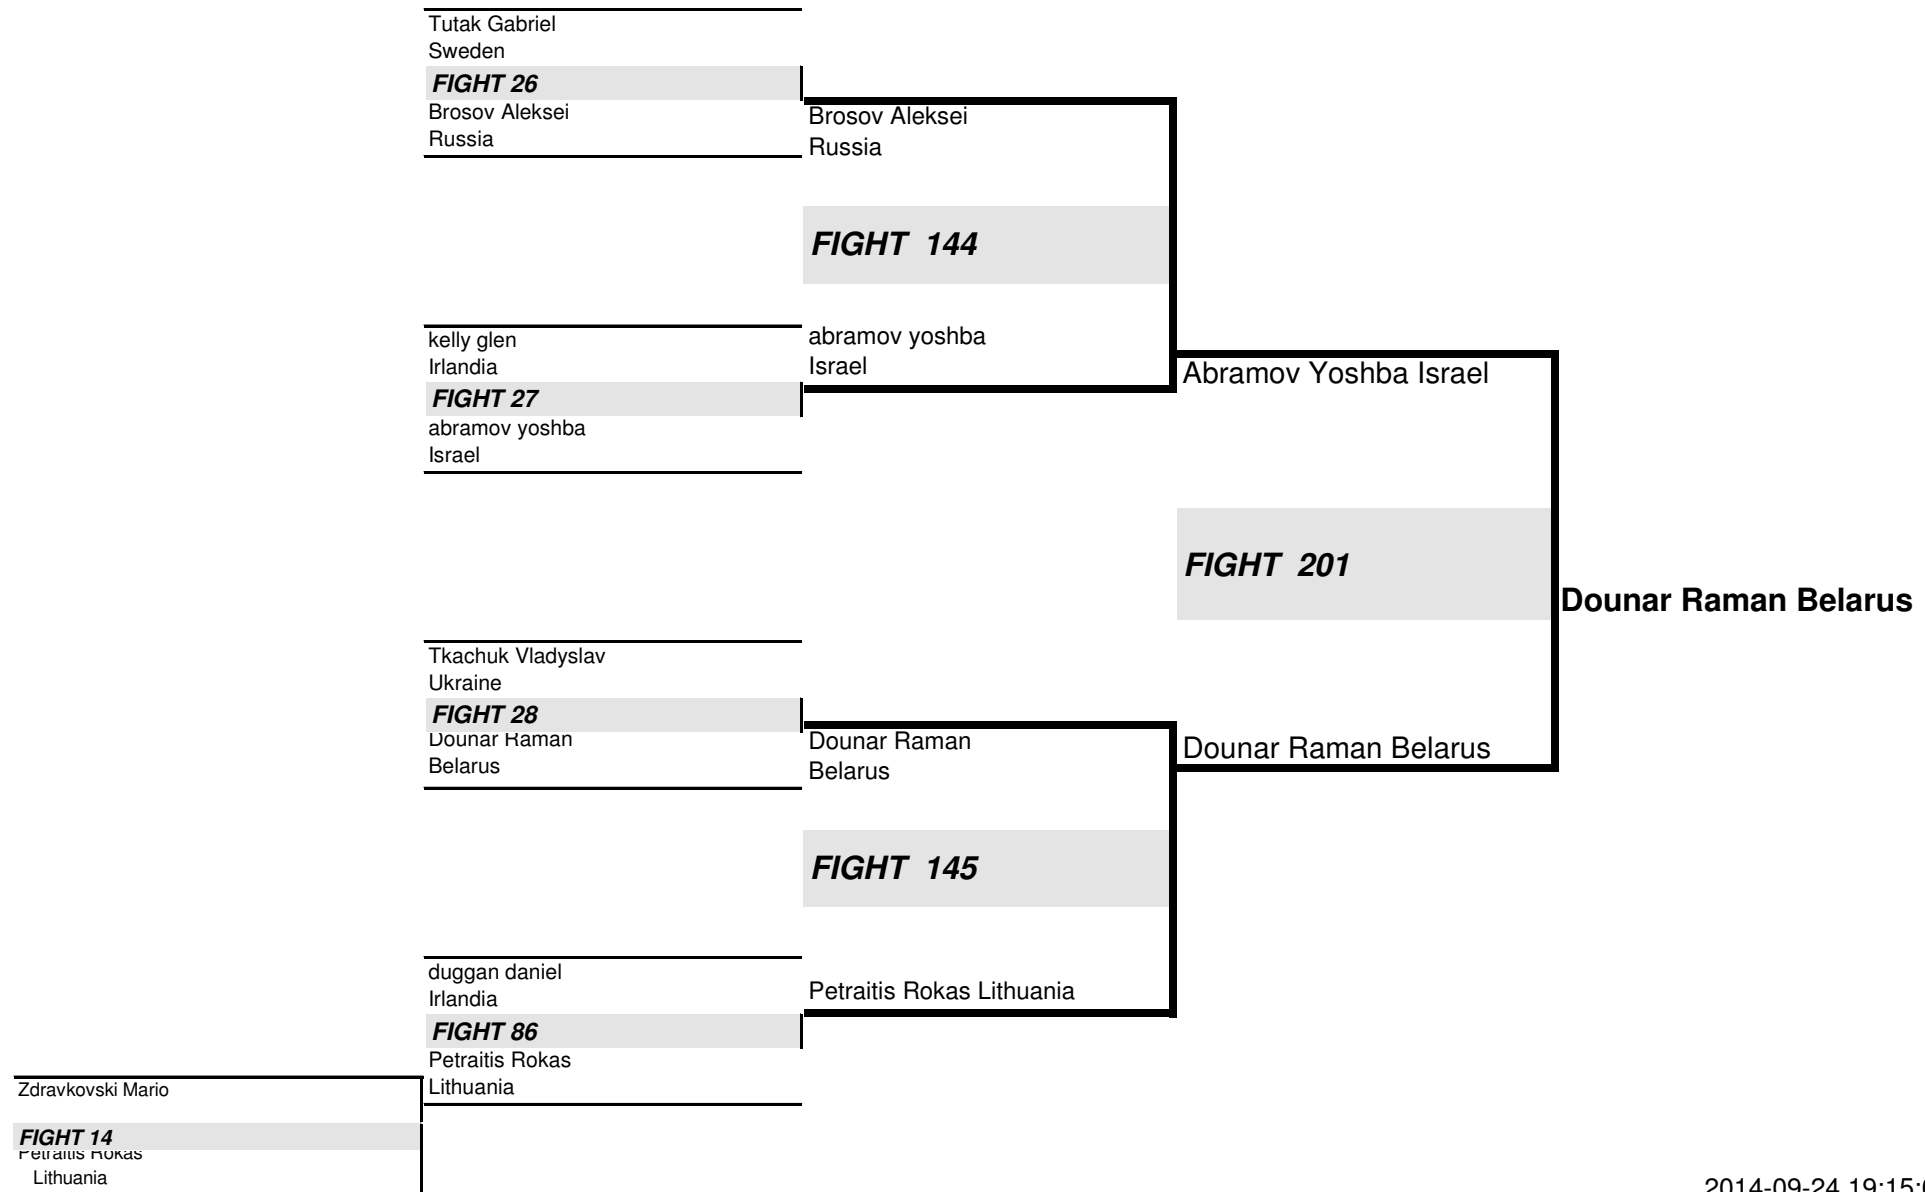 Tutak Gabriel
Sweden
FIGHT 26
Brosov Aleksei
Russia
Brosov Aleksei
Russia
FIGHT 144
kelly glen
Irlandia
FIGHT 27
abramov yoshba
Israel
abramov yoshba
Israel
Abramov Yoshba Israel
FIGHT 201
Dounar Raman Belarus
Tkachuk Vladyslav
Ukraine
FIGHT 28
Dounar Raman
Belarus
Dounar Raman
Belarus
Dounar Raman Belarus
FIGHT 145
duggan daniel
Irlandia
FIGHT 86
Petraitis Rokas
Lithuania
Petraitis Rokas Lithuania
Zdravkovski Mario
FIGHT 14
Petraitis Rokas
Lithuania
2014-09-24 19:15: